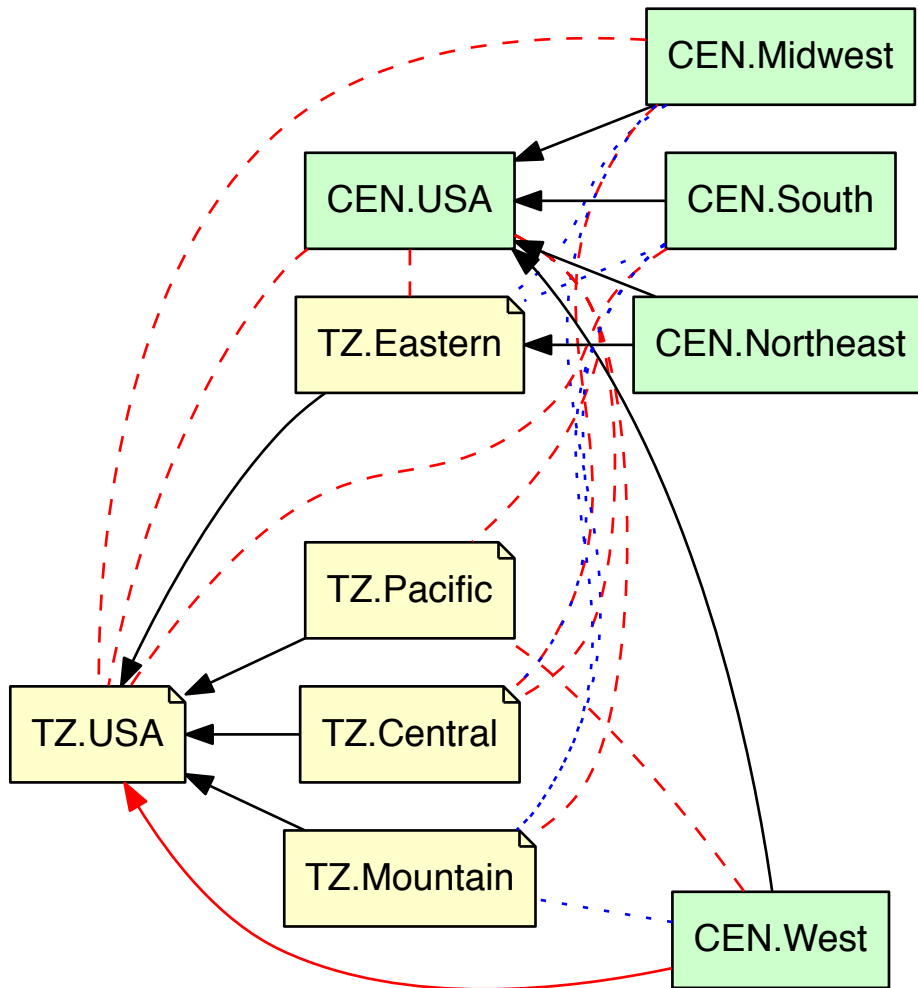 CEN.Midwest
CEN.USA
CEN.South
TZ.Eastern
CEN.Northeast
TZ.Pacific
TZ.USA
TZ.Central
TZ.Mountain
CEN.West